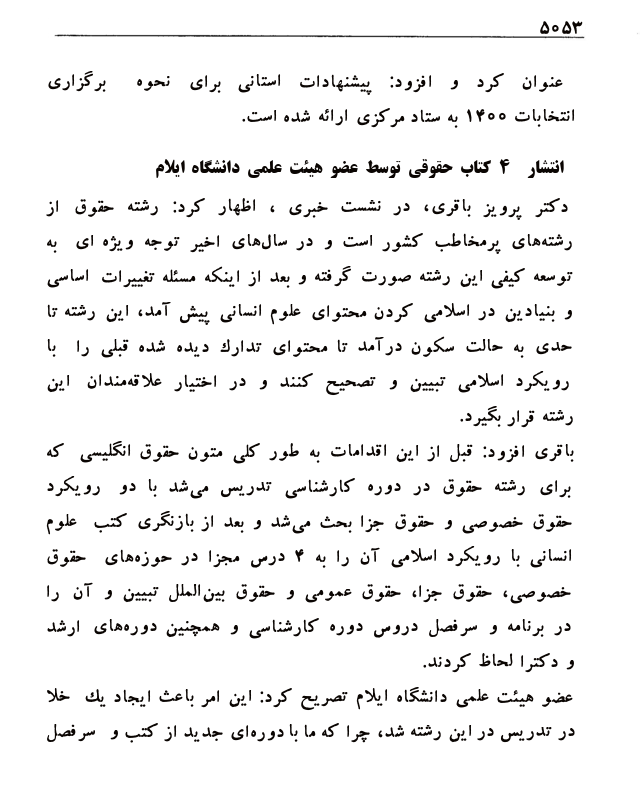 ۵۰۵۳
عنوان کرد و افزود: پیشنهادات استانی برای نحوه برگزاری
انتخابات ۱۴۰۰ به ستاد مرکزی ارائه شده است.
انتشار ۴ کتاب حقوقی توسط عضو هیئت علمی دانشگاه ایلام
دکتر پرویز باقری، در نشست خبری ، اظهار کرد: رشته حقوق از
رشته‌های پرمخاطب کشور است و در سال‌های اخیر توجه ویژه ای به
توسعه کیفی این رشته صورت گرفته و بعد از اینکه مسئله تغییرات اساسی
و بنیادین در اسلامی کردن محتوای علوم انسانی پیش آمد، این رشته تا
حدی به حالت سکون درآمد تا محتوای تدارك دیده شده قبلی را با
رویکرد اسلامی تبیین و تصحیح کنند و در اختیار علاقه‌مندان این
رشته قرار بگیرد.
باقری افزود: قبل از این اقدامات به طور کلی متون حقوق انگلیسی که
برای رشته حقوق در دوره کارشناسی تدریس می‌شد با دو رویکرد
حقوق خصوصی و حقوق جزا بحث می‌شد و بعد از بازنگری کتب علوم
انسانی با رویکرد اسلامی آن را به ۴ درس مجزا در حوزه‌های حقوق
خصوصی، حقوق جزا، حقوق عمومی و حقوق بین‌الملل تبیین و آن را
در برنامه و سرفصل دروس دوره کارشناسی و همچنین دوره‌های ارشد
و دکترا لحاظ کردند.
عضو هیئت علمی دانشگاه ایلام تصریح کرد: این امر باعث ایجاد یك خلا
در تدریس در این رشته شد، چرا که ما با دوره‌ای جدید از کتب و سرفصل